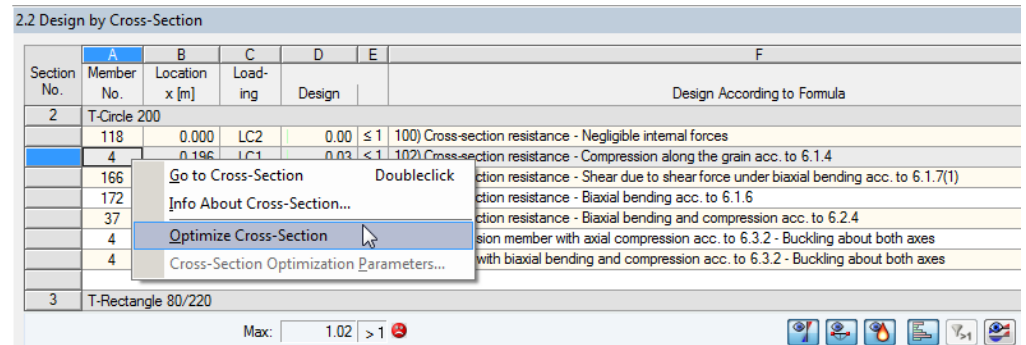 2.2 Design by Cross-Section
A B C D E F
Section Member Location Load-
No. No. x [m] ing Design Design According to Formula
2 T-Circle 200
118 0.000 LC2 0.00 ≤ 1 100) Cross-section resistance - Negligible internal forces
4 0.196 LC1 0.03 ≤ 1 102) Cross-section resistance - Compression along the grain acc. to 6.1.4
166 Go to Cross-Section Doubleclick ction resistance - Shear due to shear force under biaxial bending acc. to 6.1.7(1)
172 Info About Cross-Section... ction resistance - Biaxial bending acc. to 6.1.6
37 ction resistance - Biaxial bending and compression acc. to 6.2.4
4 Optimize Cross-Section sion member with axial compression acc. to 6.3.2 - Buckling about both axes
4 Cross-Section Optimization Parameters... with biaxial bending and compression acc. to 6.3.2 - Buckling about both axes
3 T-Rectangle 80/220
Max: 1.02 > 1